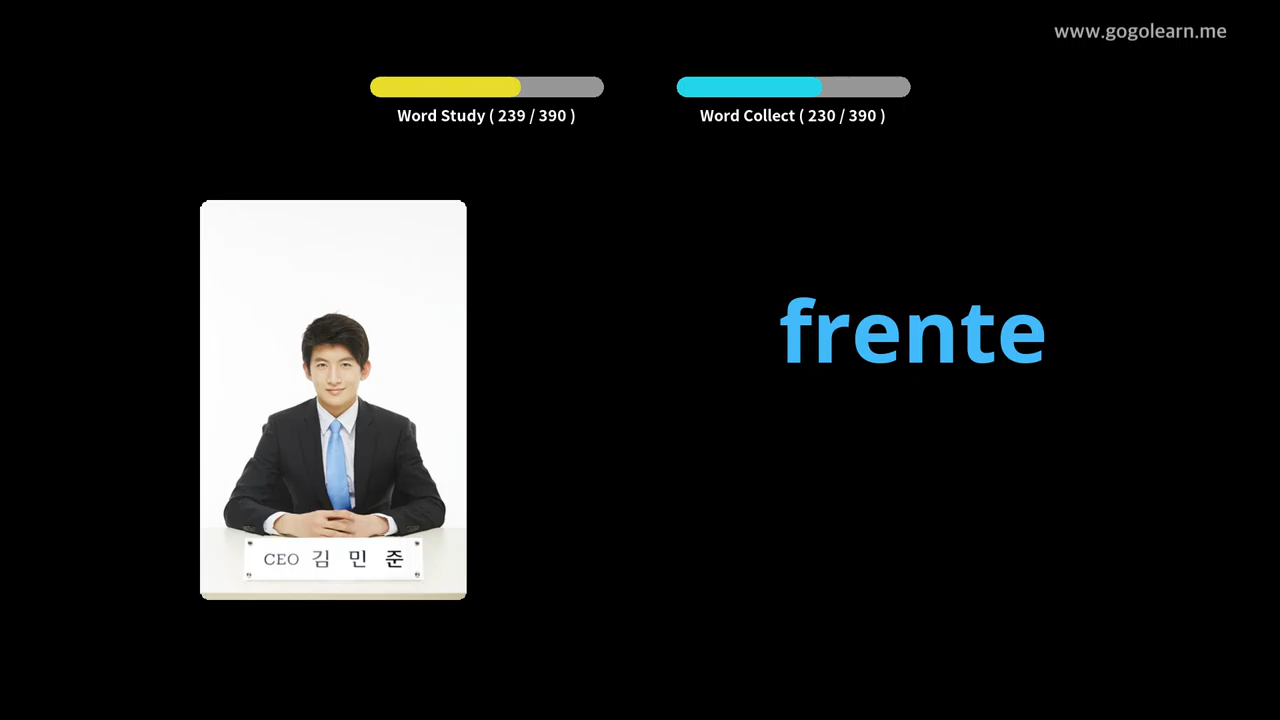 www.gogolearn.me
Word Study ( 239 / 390 )
Word Collect ( 230 / 390 )
frente
CEO 김 민 준